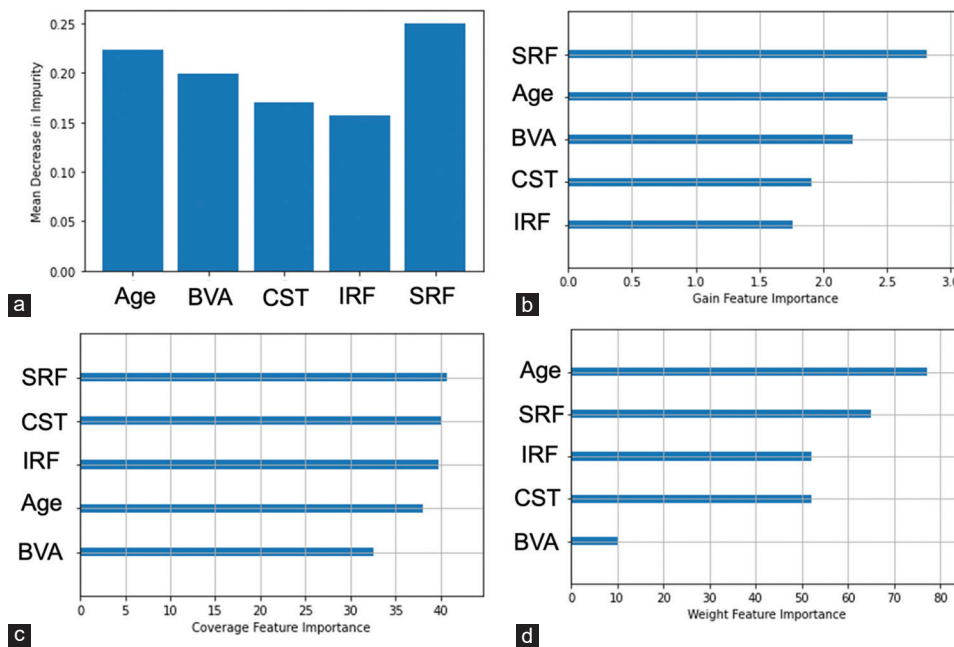 0.25
0.20
0.15
0.10
0.05
0.00
Mean Decrease in Impurity
Age BVA CST IRF SRF
a
SRF
Age
BVA
CST
IRF
0.0 0.5 1.0 1.5 2.0 2.5 3.0
Gain Feature Importance
b
SRF
CST
IRF
Age
BVA
0 5 10 15 20 25 30 35 40
Coverage Feature Importance
c
Age
SRF
IRF
CST
BVA
0 10 20 30 40 50 60 70 80
Weight Feature Importance
d